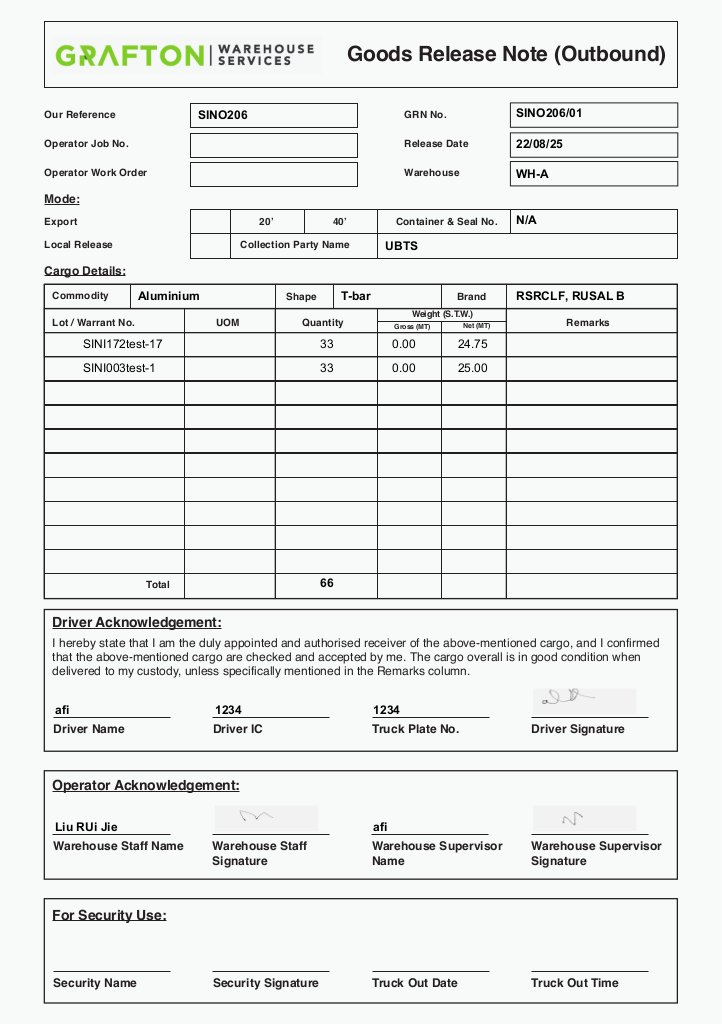 GRAFTON WAREHOUSE SERVICES Goods Release Note (Outbound)
Our Reference SINO206 GRN No. SINO206/01
Operator Job No. Release Date 22/08/25
Operator Work Order Warehouse WH-A
Mode:
Export 20' 40' Container & Seal No. N/A
Local Release Collection Party Name UBTS
Cargo Details:
Commodity Aluminium Shape T-bar Brand RSRCLF, RUSAL B
Lot / Warrant No. UOM Quantity Weight (S.T.W.) Remarks
Gross (MT) Net (MT)
SINI172test-17 33 0.00 24.75
SINI003test-1 33 0.00 25.00
Total 66
Driver Acknowledgement:
I hereby state that I am the duly appointed and authorised receiver of the above-mentioned cargo, and I confirmed
that the above-mentioned cargo are checked and accepted by me. The cargo overall is in good condition when
delivered to my custody, unless specifically mentioned in the Remarks column.
afi 1234 1234
Driver Name Driver IC Truck Plate No. Driver Signature
Operator Acknowledgement:
Liu RUi Jie afi
Warehouse Staff Name Warehouse Staff Signature Warehouse Supervisor Name Warehouse Supervisor Signature
For Security Use:
Security Name Security Signature Truck Out Date Truck Out Time